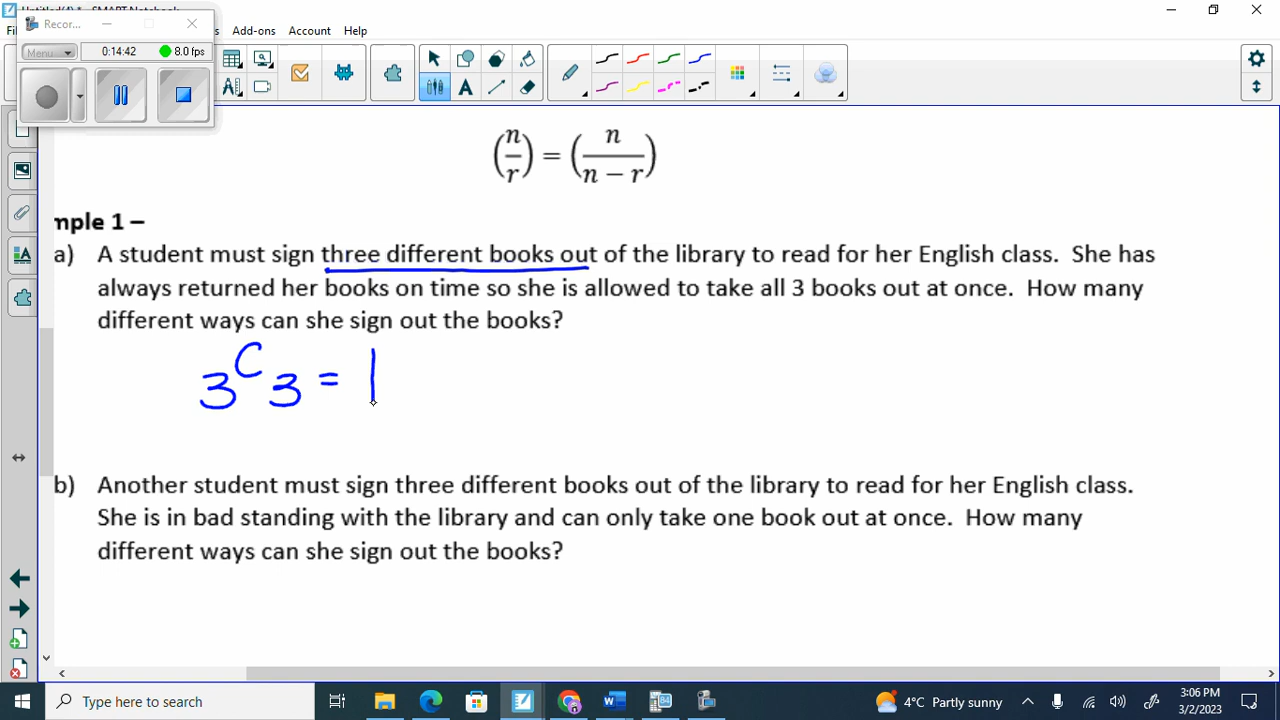 Untitled(4)* - SMART Notebook
Recor...
Add-ons Account Help
Menu 0:14:42 8.0 fps
(n/r) = (n/(n − r))
mple 1 –
a) A student must sign three different books out of the library to read for her English class. She has
always returned her books on time so she is allowed to take all 3 books out at once. How many
different ways can she sign out the books?
3C3 = 1
b) Another student must sign three different books out of the library to read for her English class.
She is in bad standing with the library and can only take one book out at once. How many
different ways can she sign out the books?
Type here to search
4°C Partly sunny
3:06 PM
3/2/2023